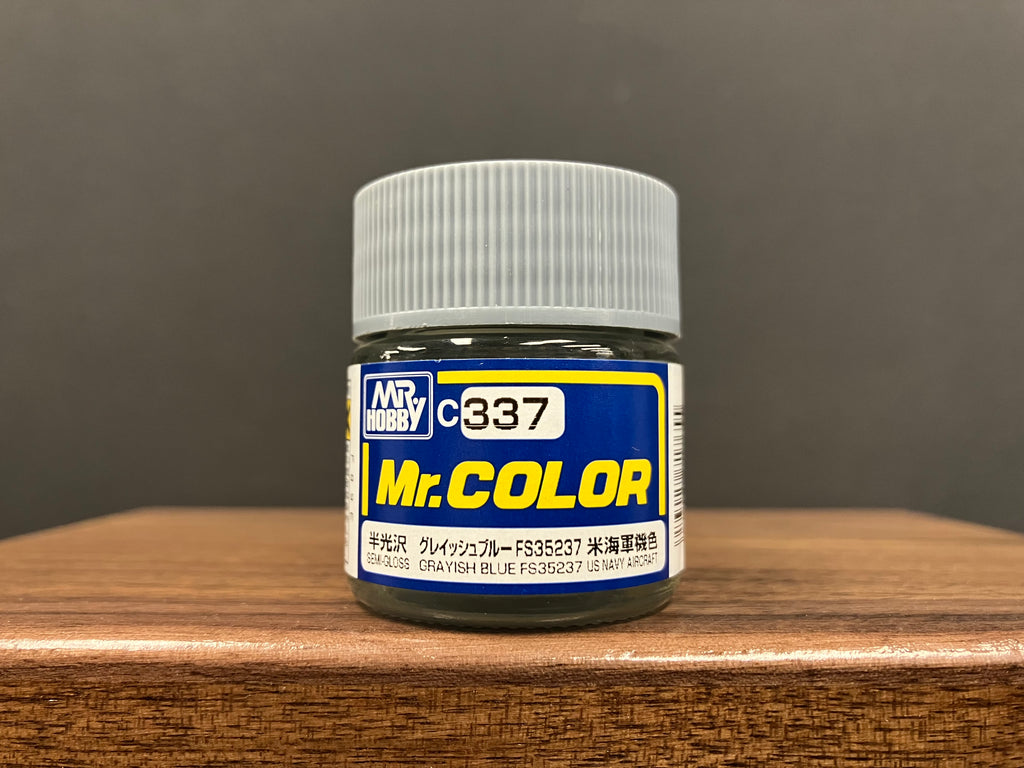 MR HOBBY
C337
Mr.COLOR
半光沢 グレイッシュブルー FS35237 米海軍機色
SEMI-GLOSS GRAYISH BLUE FS35237 US NAVY AIRCRAFT